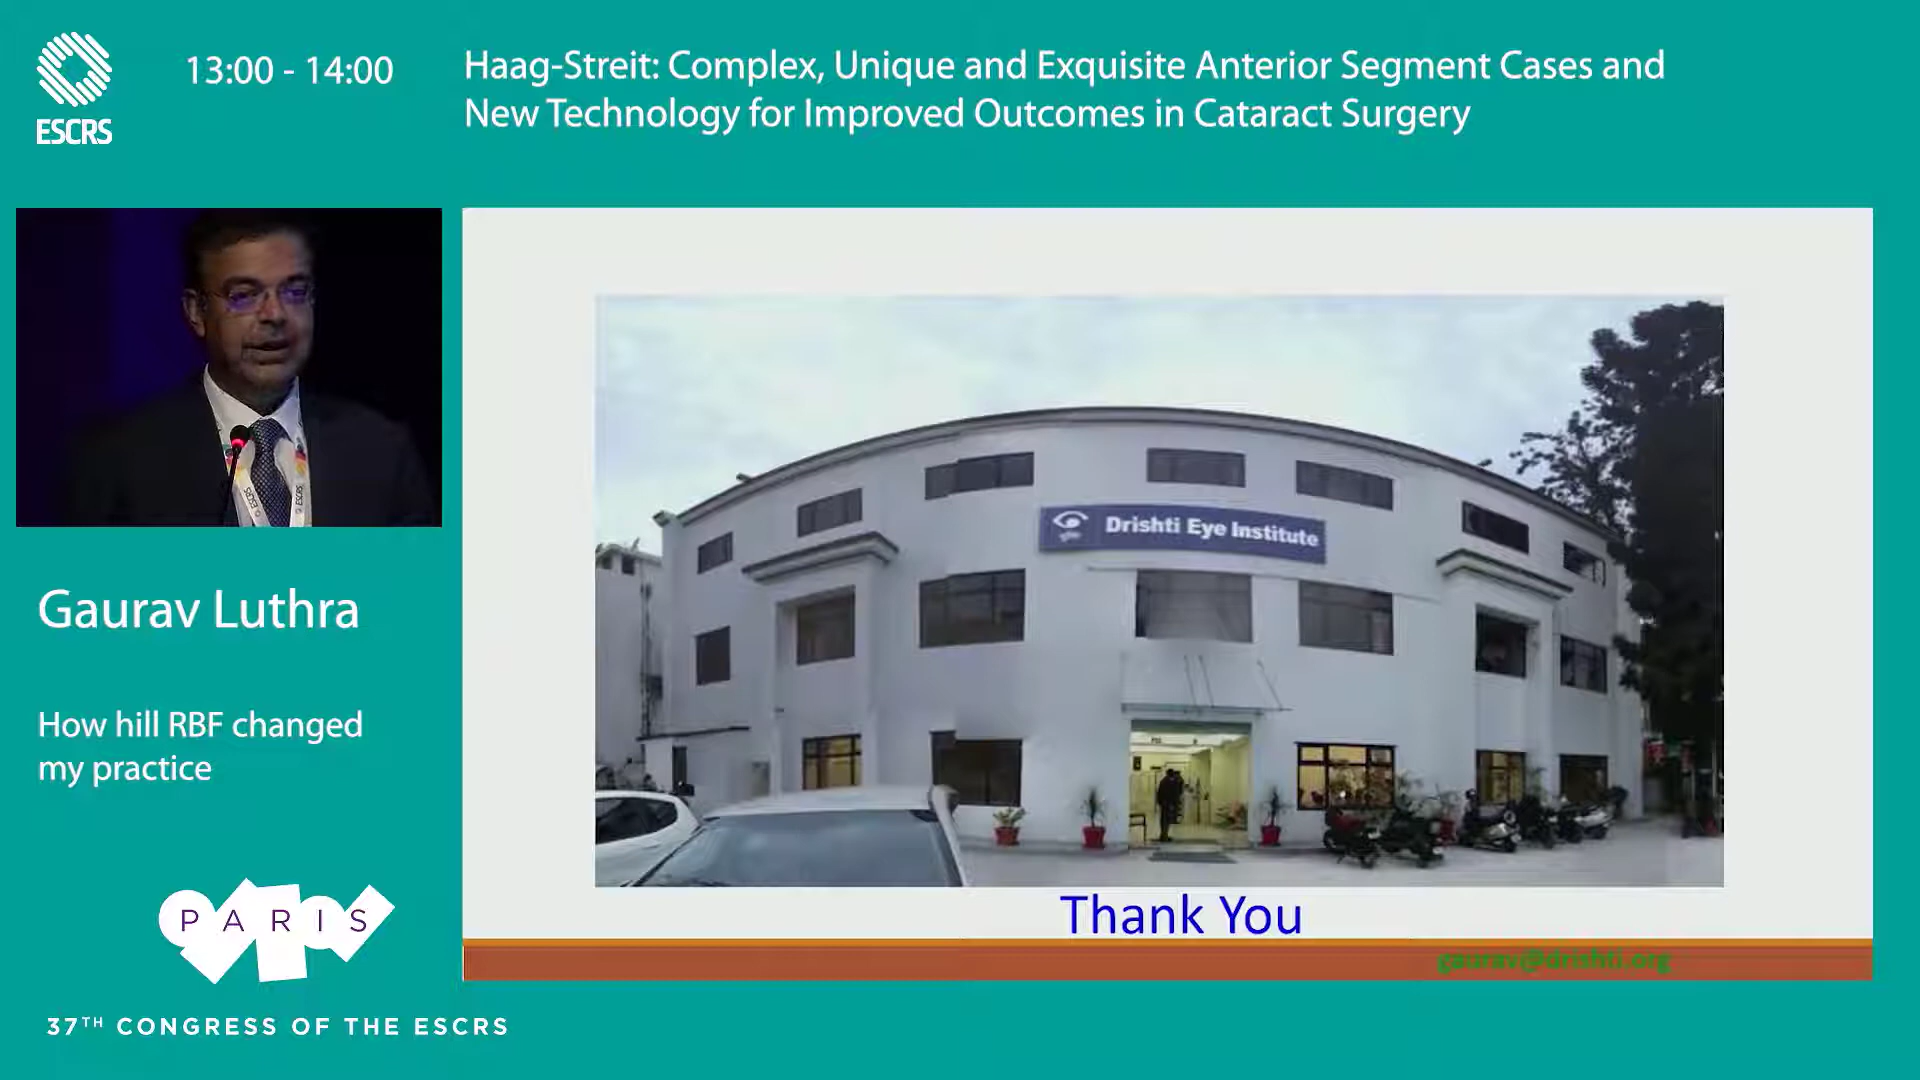 ESCRS
13:00 - 14:00
Haag-Streit: Complex, Unique and Exquisite Anterior Segment Cases and
New Technology for Improved Outcomes in Cataract Surgery
Drishti Eye Institute
Gaurav Luthra
How hill RBF changed
my practice
Thank You
gaurav@drishti.org
PARIS
37TH CONGRESS OF THE ESCRS